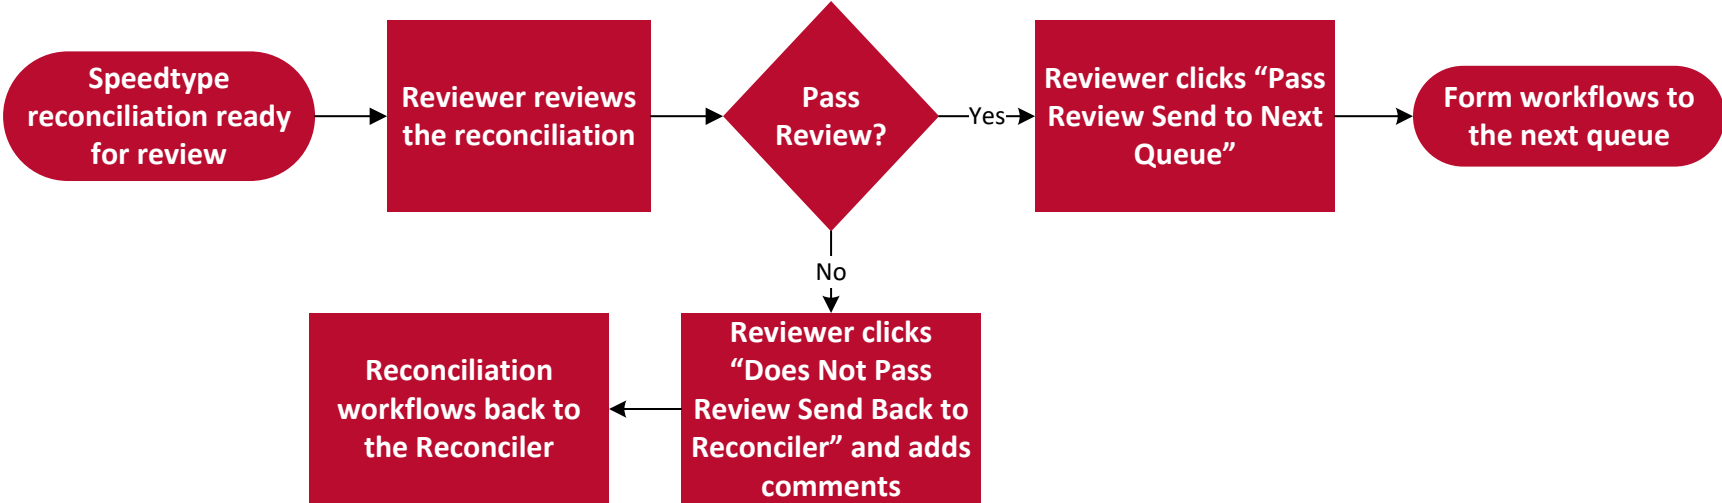 Speedtype
reconciliation ready
for review
Reviewer reviews
the reconciliation
Pass
Review?
Yes
Reviewer clicks “Pass
Review Send to Next
Queue”
Form workflows to
the next queue
No
Reviewer clicks
“Does Not Pass
Review Send Back to
Reconciler” and adds
comments
Reconciliation
workflows back to
the Reconciler